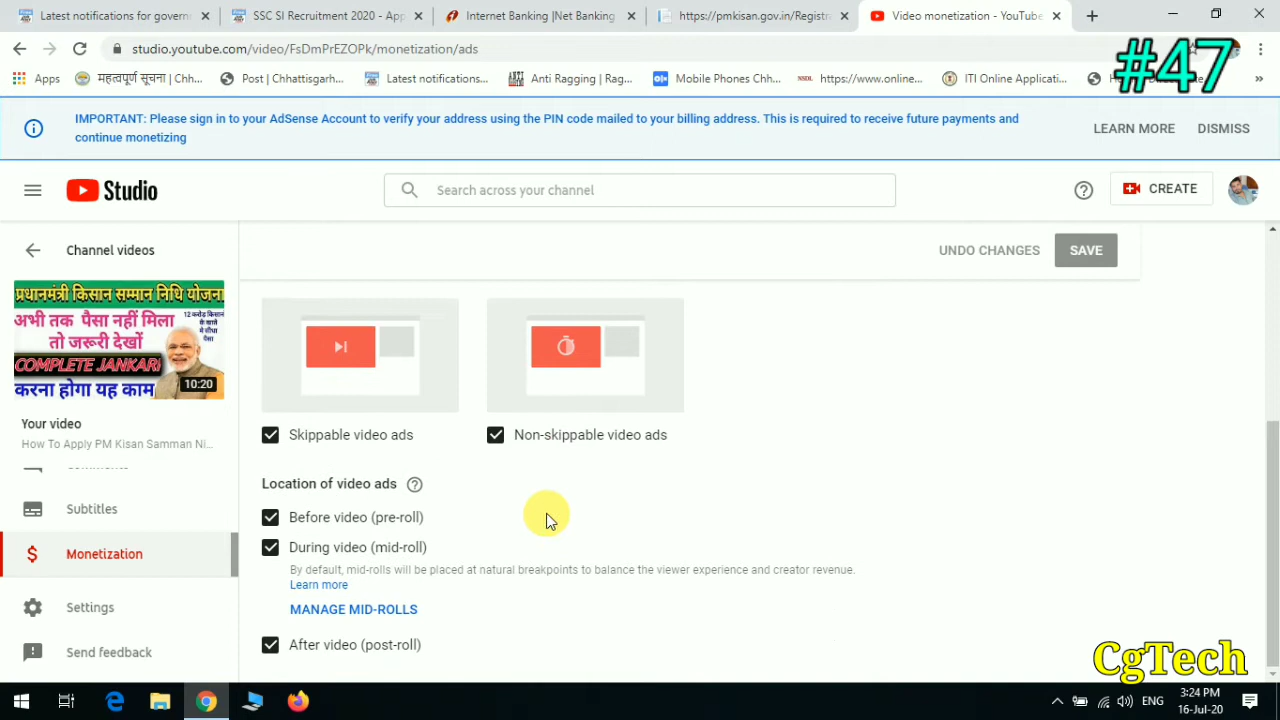 Latest notifications for govern
SSC SI Recruitment 2020 - App
Internet Banking |Net Banking
https://pmkisan.gov.in/Registra
Video monetization - YouTube
studio.youtube.com/video/FsDmPrEZOPk/monetization/ads
#47
Apps
महत्वपूर्ण सूचना | Chh...
Post | Chhattisgarh...
Latest notifications...
Anti Ragging | Rag...
Mobile Phones Chh...
https://www.online...
ITI Online Applicati...
IMPORTANT: Please sign in to your AdSense Account to verify your address using the PIN code mailed to your billing address. This is required to receive future payments and
continue monetizing
LEARN MORE
DISMISS
Studio
Search across your channel
CREATE
Channel videos
UNDO CHANGES
SAVE
प्रधानमंत्री किसान सम्मान निधि योजना
अभी तक पैसा नहीं मिला
तो जरूरी देखों
COMPLETE JANKARI
करना होगा यह काम
10:20
Your video
How To Apply PM Kisan Samman Ni...
Comments
Subtitles
Monetization
Settings
Send feedback
Skippable video ads
Non-skippable video ads
Location of video ads
Before video (pre-roll)
During video (mid-roll)
By default, mid-rolls will be placed at natural breakpoints to balance the viewer experience and creator revenue.
Learn more
MANAGE MID-ROLLS
After video (post-roll)
CgTech
ENG
3:24 PM
16-Jul-20